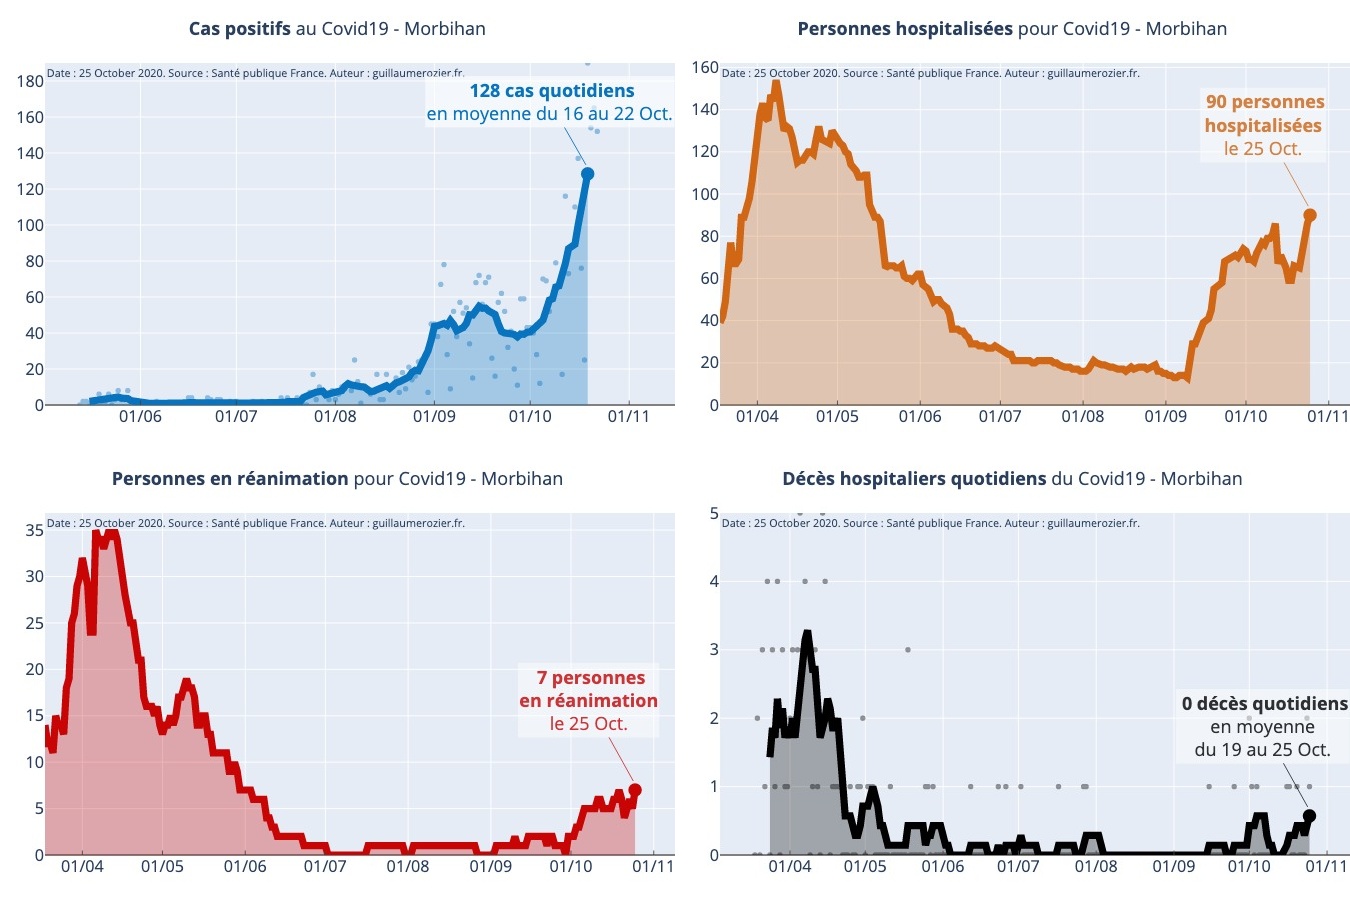 Cas positifs au Covid19 - Morbihan
Date : 25 October 2020. Source : Santé publique France. Auteur : guillaumerozier.fr.
128 cas quotidiens
en moyenne du 16 au 22 Oct.
180
160
140
120
100
80
60
40
20
0
01/06 01/07 01/08 01/09 01/10 01/11
Personnes hospitalisées pour Covid19 - Morbihan
Date : 25 October 2020. Source : Santé publique France. Auteur : guillaumerozier.fr.
90 personnes
hospitalisées
le 25 Oct.
160
140
120
100
80
60
40
20
0
01/04 01/05 01/06 01/07 01/08 01/09 01/10 01/11
Personnes en réanimation pour Covid19 - Morbihan
Date : 25 October 2020. Source : Santé publique France. Auteur : guillaumerozier.fr.
7 personnes
en réanimation
le 25 Oct.
35
30
25
20
15
10
5
0
01/04 01/05 01/06 01/07 01/08 01/09 01/10 01/11
Décès hospitaliers quotidiens du Covid19 - Morbihan
Date : 25 October 2020. Source : Santé publique France. Auteur : guillaumerozier.fr.
0 décès quotidiens
en moyenne
du 19 au 25 Oct.
5
4
3
2
1
0
01/04 01/05 01/06 01/07 01/08 01/09 01/10 01/11